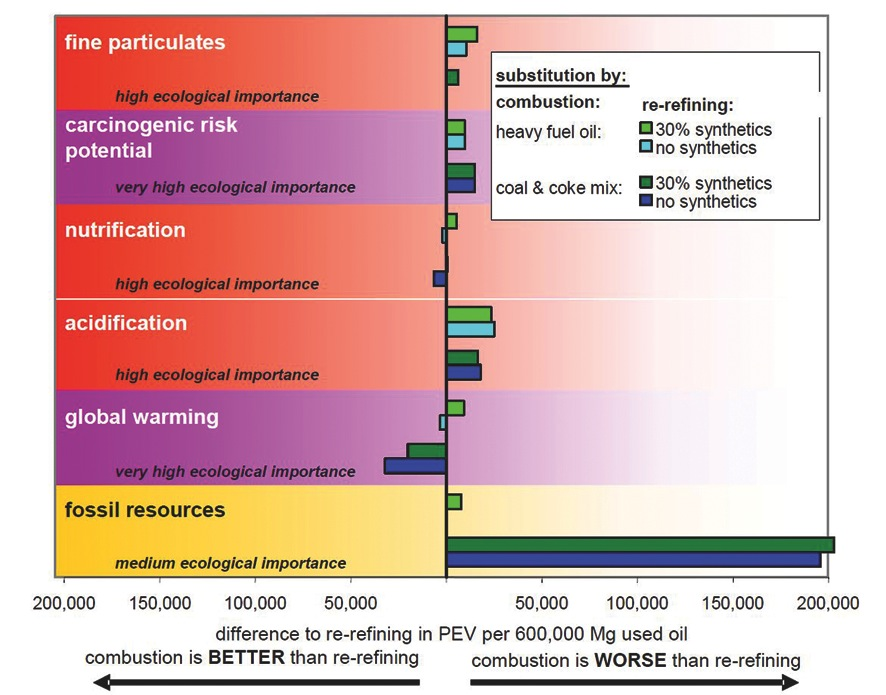 fine particulates
high ecological importance
carcinogenic risk
potential
very high ecological importance
nutrification
high ecological importance
acidification
high ecological importance
global warming
very high ecological importance
fossil resources
medium ecological importance
substitution by:
combustion:
re-refining:
heavy fuel oil:
30% synthetics
no synthetics
coal & coke mix:
30% synthetics
no synthetics
200,000 150,000 100,000 50,000 50,000 100,000 150,000 200,000
difference to re-refining in PEV per 600,000 Mg used oil
combustion is BETTER than re-refining
combustion is WORSE than re-refining